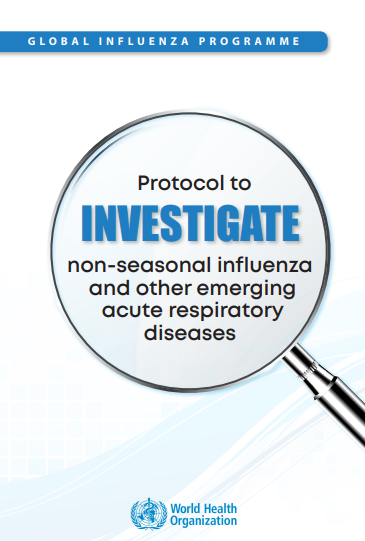 GLOBAL INFLUENZA PROGRAMME
Protocol to
INVESTIGATE
non-seasonal influenza
and other emerging
acute respiratory
diseases
World Health
Organization